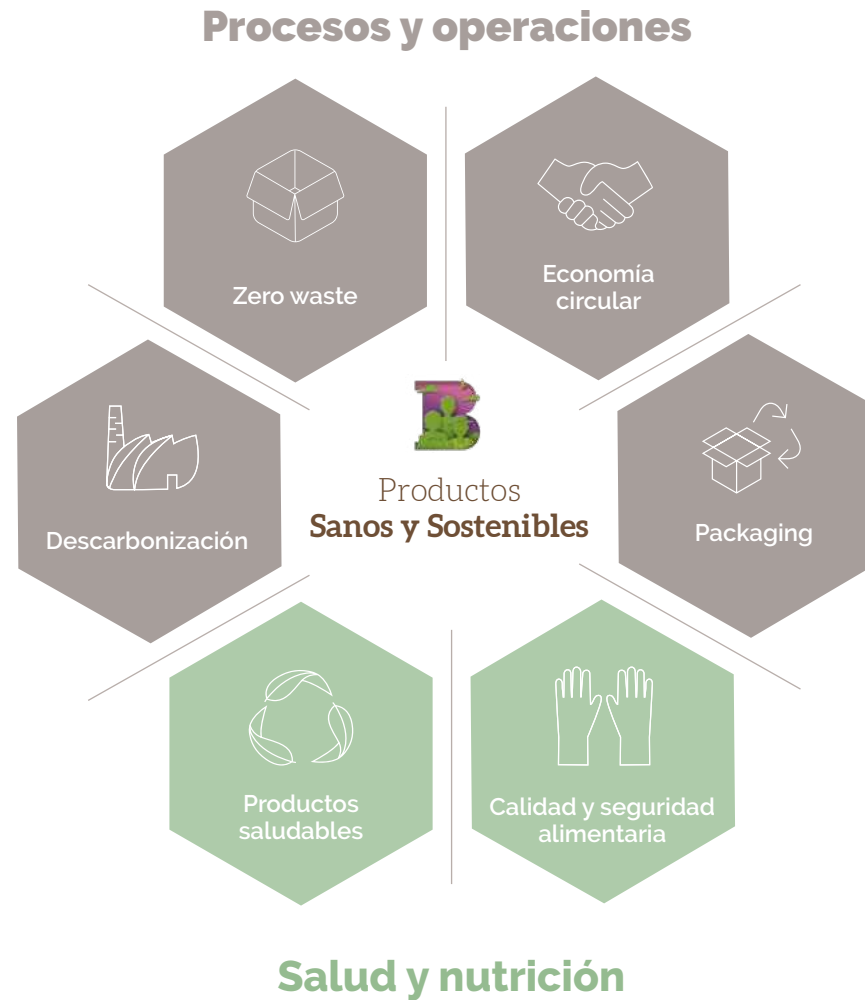 Procesos y operaciones
Zero waste
Economía
circular
B
Productos
Sanos y Sostenibles
Descarbonización
Packaging
Productos
saludables
Calidad y seguridad
alimentaria
Salud y nutrición